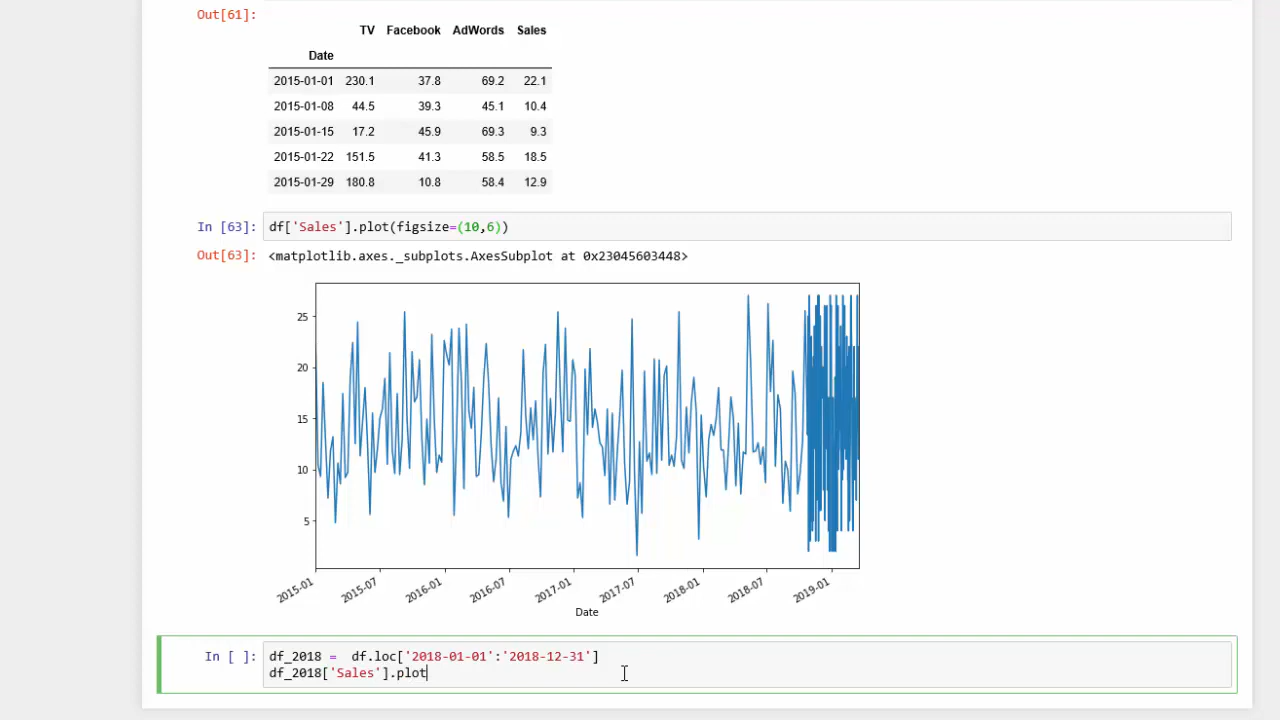 Out[61]:
TV Facebook AdWords Sales
Date
2015-01-01 230.1 37.8 69.2 22.1
2015-01-08 44.5 39.3 45.1 10.4
2015-01-15 17.2 45.9 69.3 9.3
2015-01-22 151.5 41.3 58.5 18.5
2015-01-29 180.8 10.8 58.4 12.9
In [63]: df['Sales'].plot(figsize=(10,6))
Out[63]: <matplotlib.axes._subplots.AxesSubplot at 0x23045603448>
25
20
15
10
5
2015-01 2015-07 2016-01 2016-07 2017-01 2017-07 2018-01 2018-07 2019-01
Date
In [ ]: df_2018 = df.loc['2018-01-01':'2018-12-31']
df_2018['Sales'].plot